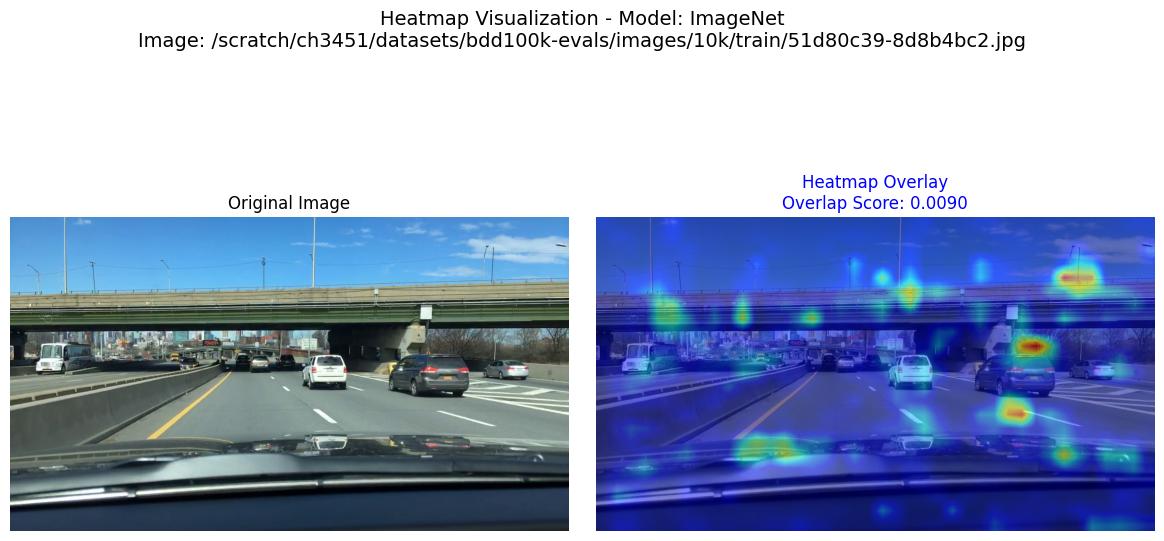 Heatmap Visualization - Model: ImageNet
Image: /scratch/ch3451/datasets/bdd100k-evals/images/10k/train/51d80c39-8d8b4bc2.jpg
Original Image
Heatmap Overlay
Overlap Score: 0.0090